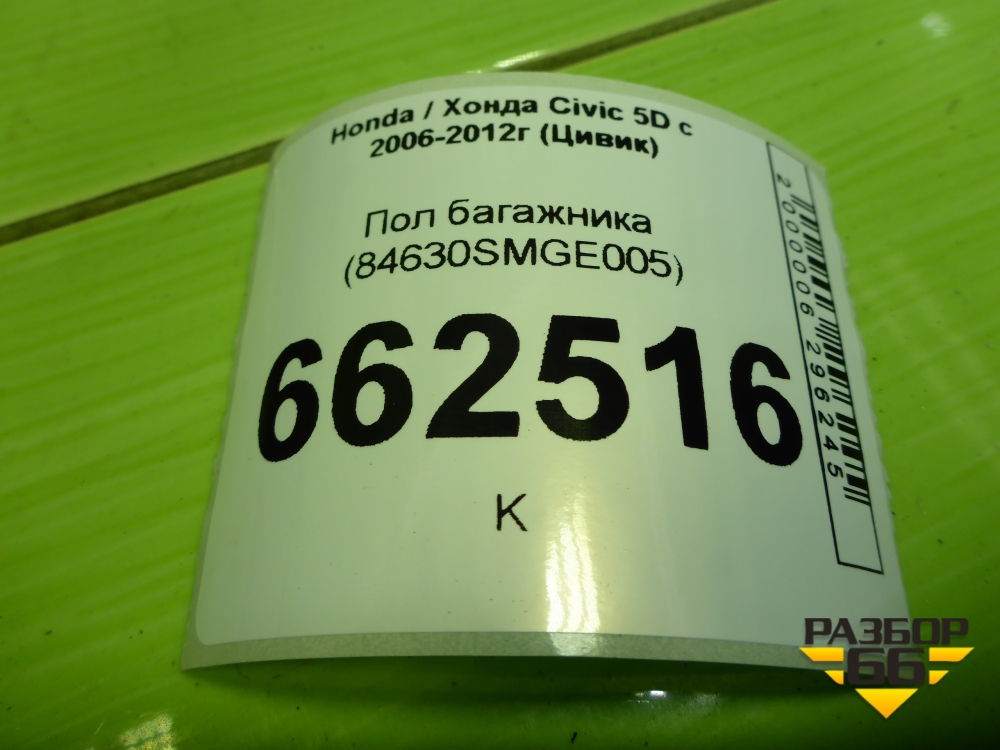 Honda / Хонда Civic 5D с
2006-2012г (Цивик)
Пол багажника
(84630SMGE005)
662516
К
2000006296245
РАЗБОР
66